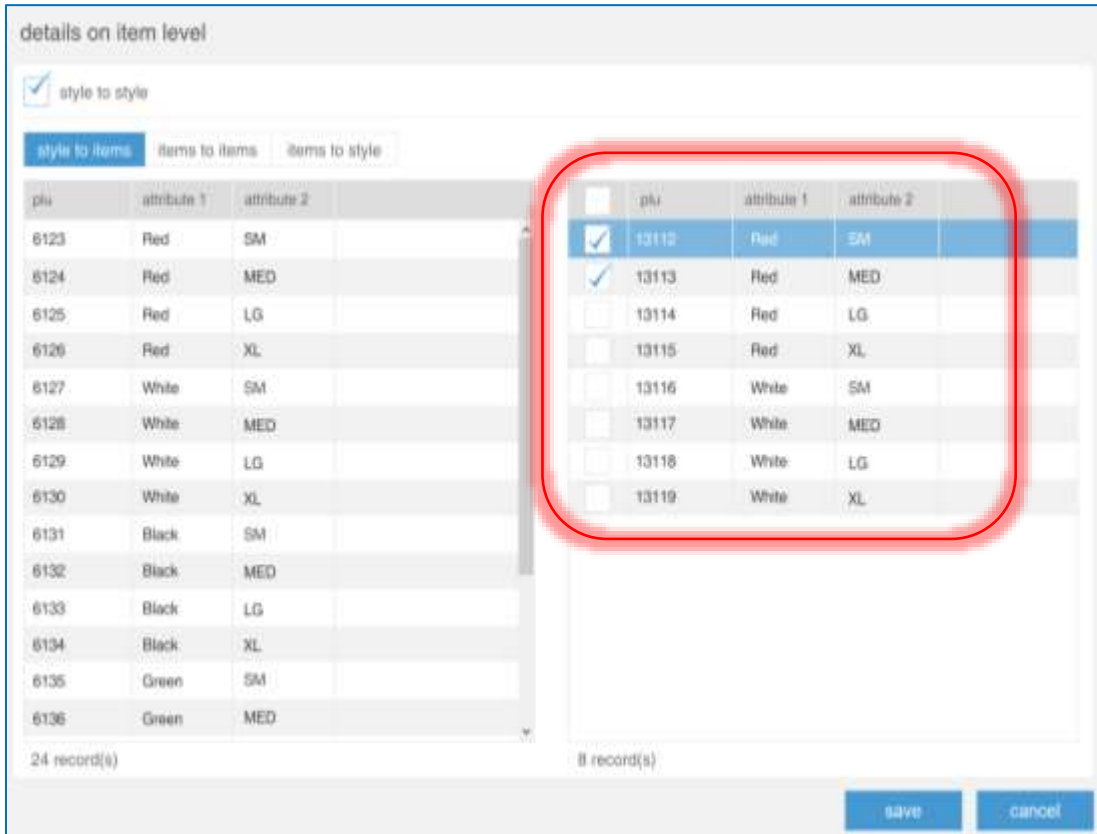 details on item level
style to style
style to items items to items items to style
plu attribute 1 attribute 2
6123 Red SM
6124 Red MED
6125 Red LG
6126 Red XL
6127 White SM
6128 White MED
6129 White LG
6130 White XL
6131 Black SM
6132 Black MED
6133 Black LG
6134 Black XL
6135 Green SM
6136 Green MED
24 record(s)
plu attribute 1 attribute 2
13112 Red SM
13113 Red MED
13114 Red LG
13115 Red XL
13116 White SM
13117 White MED
13118 White LG
13119 White XL
8 record(s)
save cancel